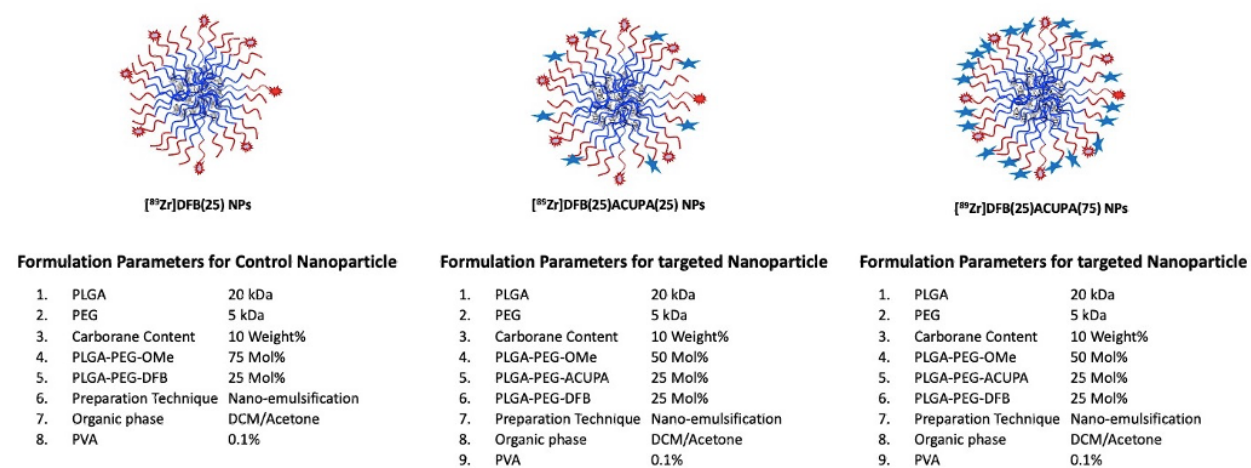 [⁸⁹Zr]DFB(25) NPs
[⁸⁹Zr]DFB(25)ACUPA(25) NPs
[⁸⁹Zr]DFB(25)ACUPA(75) NPs
Formulation Parameters for Control Nanoparticle
1. PLGA 20 kDa
2. PEG 5 kDa
3. Carborane Content 10 Weight%
4. PLGA-PEG-OMe 75 Mol%
5. PLGA-PEG-DFB 25 Mol%
6. Preparation Technique Nano-emulsification
7. Organic phase DCM/Acetone
8. PVA 0.1%
Formulation Parameters for targeted Nanoparticle
1. PLGA 20 kDa
2. PEG 5 kDa
3. Carborane Content 10 Weight%
4. PLGA-PEG-OMe 50 Mol%
5. PLGA-PEG-ACUPA 25 Mol%
6. PLGA-PEG-DFB 25 Mol%
7. Preparation Technique Nano-emulsification
8. Organic phase DCM/Acetone
9. PVA 0.1%
Formulation Parameters for targeted Nanoparticle
1. PLGA 20 kDa
2. PEG 5 kDa
3. Carborane Content 10 Weight%
4. PLGA-PEG-OMe 50 Mol%
5. PLGA-PEG-ACUPA 25 Mol%
6. PLGA-PEG-DFB 25 Mol%
7. Preparation Technique Nano-emulsification
8. Organic phase DCM/Acetone
9. PVA 0.1%